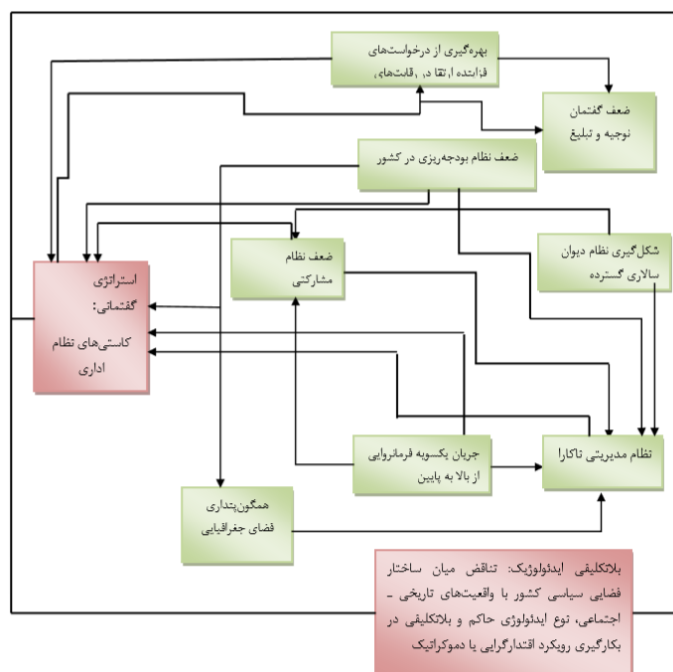 بهره‌گیری از درخواست‌های
فزاینده ارتقا در رقابت‌های
ضعف گفتمان
توجیه و تبلیغ
ضعف نظام بودجه‌ریزی در کشور
شکل‌گیری نظام دیوان
سالاری گسترده
ضعف نظام
مشارکتی
استراتژی
گفتمانی:
کاستی‌های نظام
اداری
جریان یکسویه فرمانروایی
از بالا به پایین
نظام مدیریتی ناکارا
همگون‌پنداری
فضای جغرافیایی
بلاتکلیفی ایدئولوژیک: تناقض میان ساختار
فضایی سیاسی کشور با واقعیت‌های تاریخی ـ
اجتماعی، نوع ایدئولوژی حاکم و بلاتکلیفی در
بکارگیری رویکرد اقتدارگرایی یا دموکراتیک